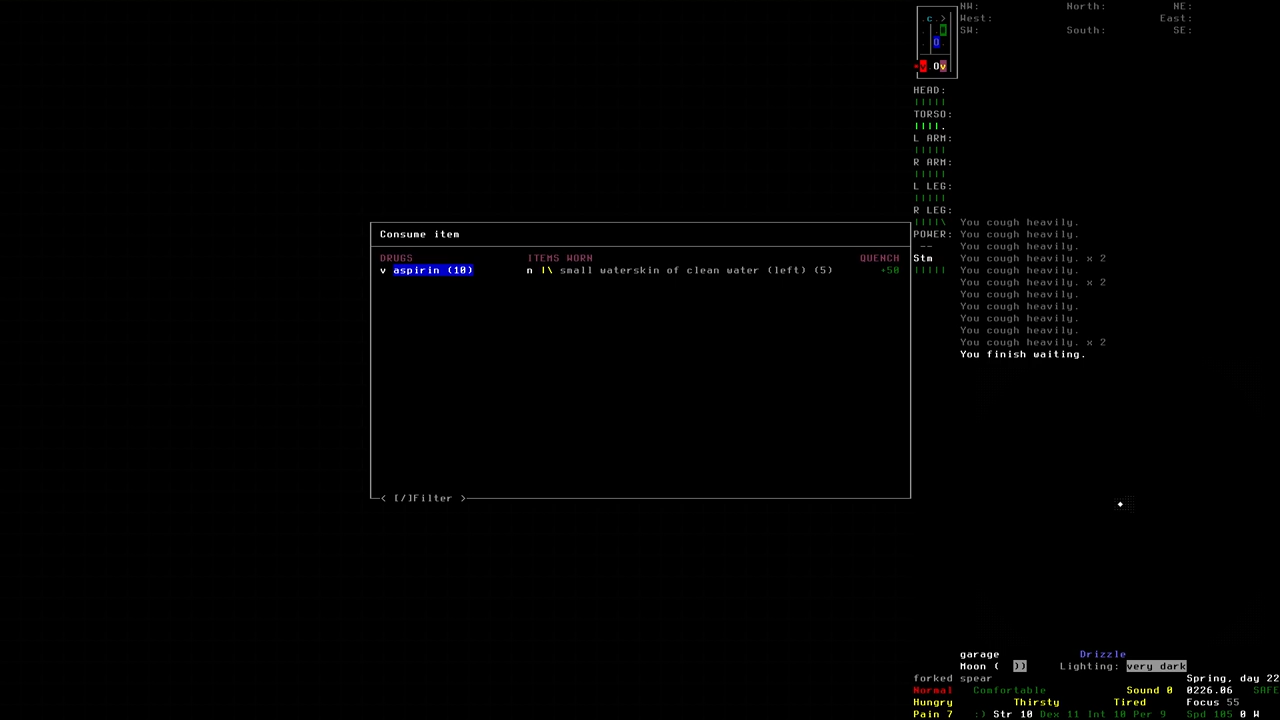 NW: North: NE:
West: East:
SW: South: SE:
.c.>
0
v.0v
HEAD:
|||||
TORSO:
||||.
L ARM:
|||||
R ARM:
|||||
L LEG:
|||||
R LEG:
||||\
POWER:
--
Stm
|||||
You cough heavily.
You cough heavily.
You cough heavily.
You cough heavily. x 2
You cough heavily.
You cough heavily. x 2
You cough heavily.
You cough heavily.
You cough heavily.
You cough heavily.
You cough heavily. x 2
You finish waiting.
Consume item
DRUGS ITEMS WORN QUENCH
v aspirin (10) n |\ small waterskin of clean water (left) (5) +50
< [/]Filter >
garage Drizzle
Moon ( )) Lighting: very dark
forked spear Spring, day 22
Normal Comfortable Sound 0 0226.06 SAFE
Hungry Thirsty Tired Focus 55
Pain 7 :) Str 10 Dex 11 Int 10 Per 9 Spd 105 0 W